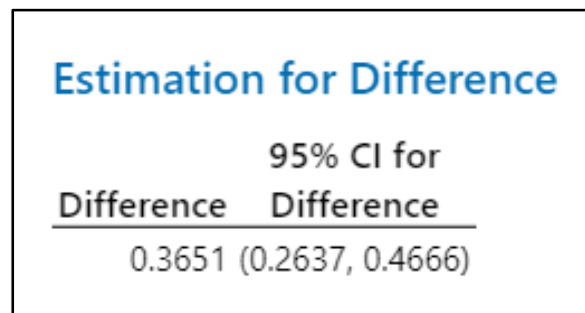 Estimation for Difference
95% CI for
Difference Difference
0.3651 (0.2637, 0.4666)